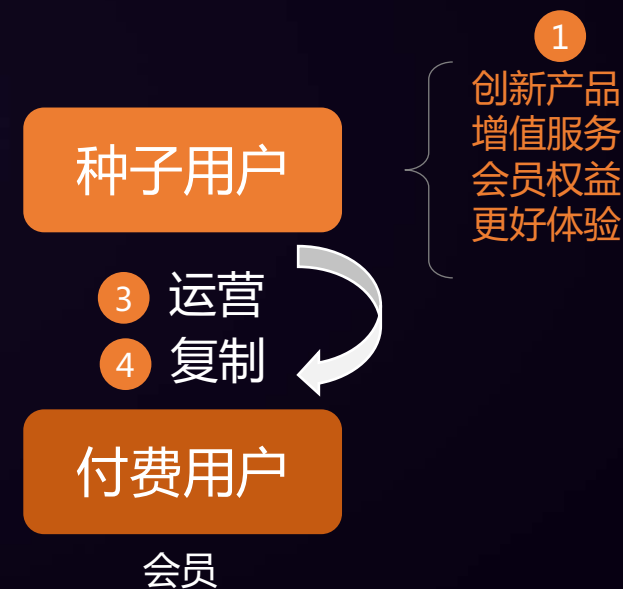 1
创新产品
增值服务
会员权益
更好体验
种子用户
3 运营
4 复制
付费用户
会员